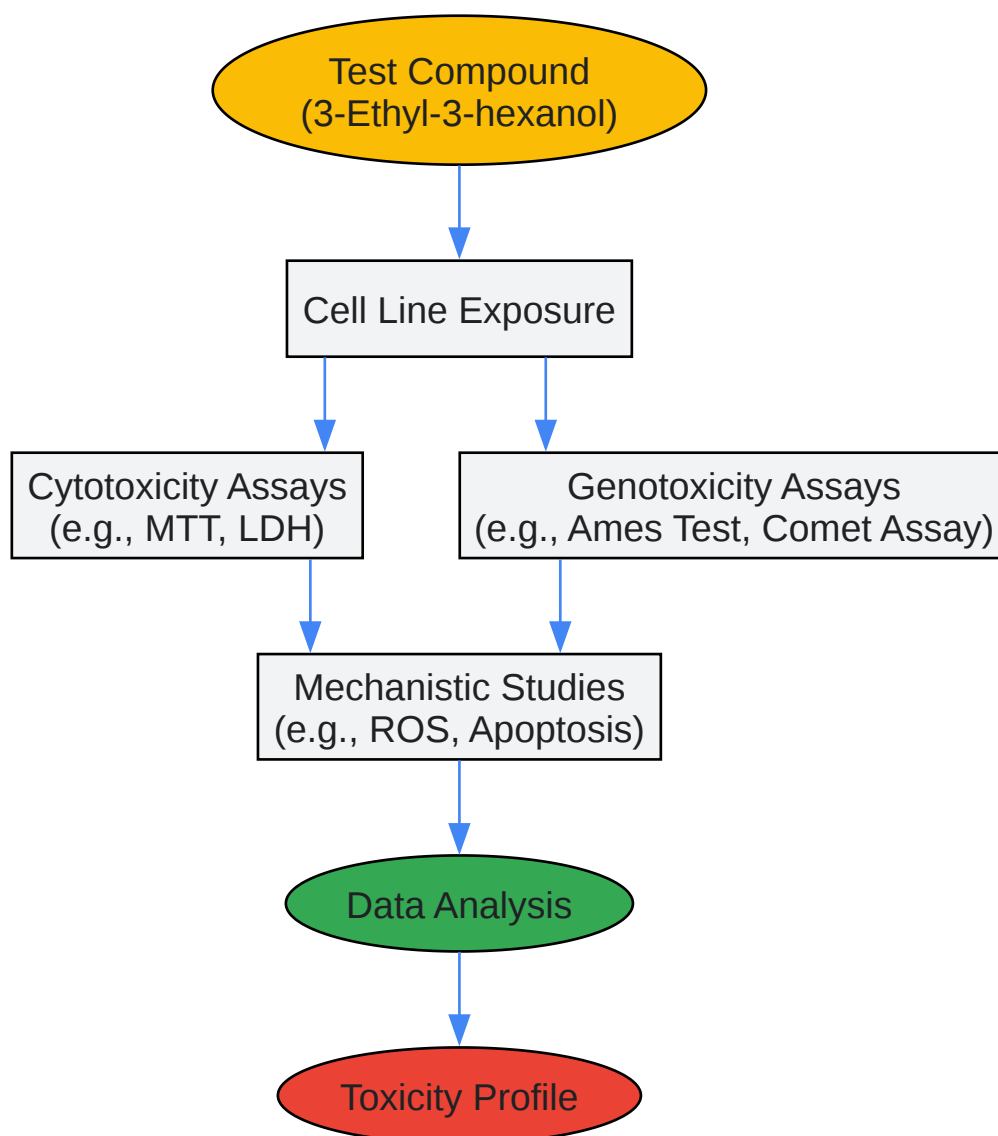 Test Compound
(3-Ethyl-3-hexanol)
Cell Line Exposure
Cytotoxicity Assays
(e.g., MTT, LDH)
Genotoxicity Assays
(e.g., Ames Test, Comet Assay)
Mechanistic Studies
(e.g., ROS, Apoptosis)
Data Analysis
Toxicity Profile